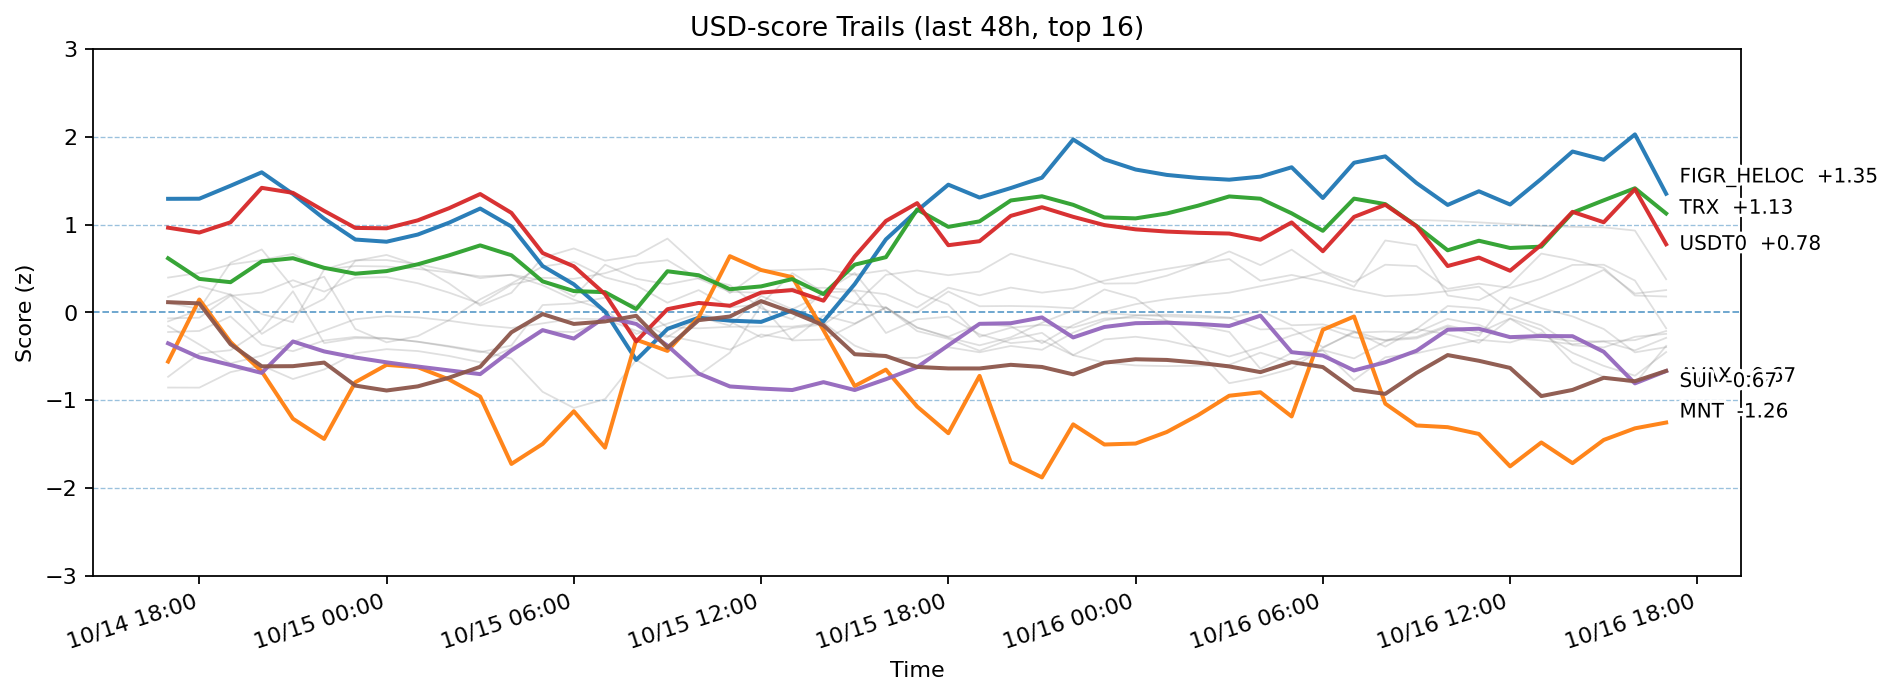 USD-score Trails (last 48h, top 16)
Score (z)
3
2
1
0
−1
−2
−3
FIGR_HELOC +1.35
TRX +1.13
USDT0 +0.78
SUI -0.67
MNT -1.26
10/14 18:00
10/15 00:00
10/15 06:00
10/15 12:00
10/15 18:00
10/16 00:00
10/16 06:00
10/16 12:00
10/16 18:00
Time